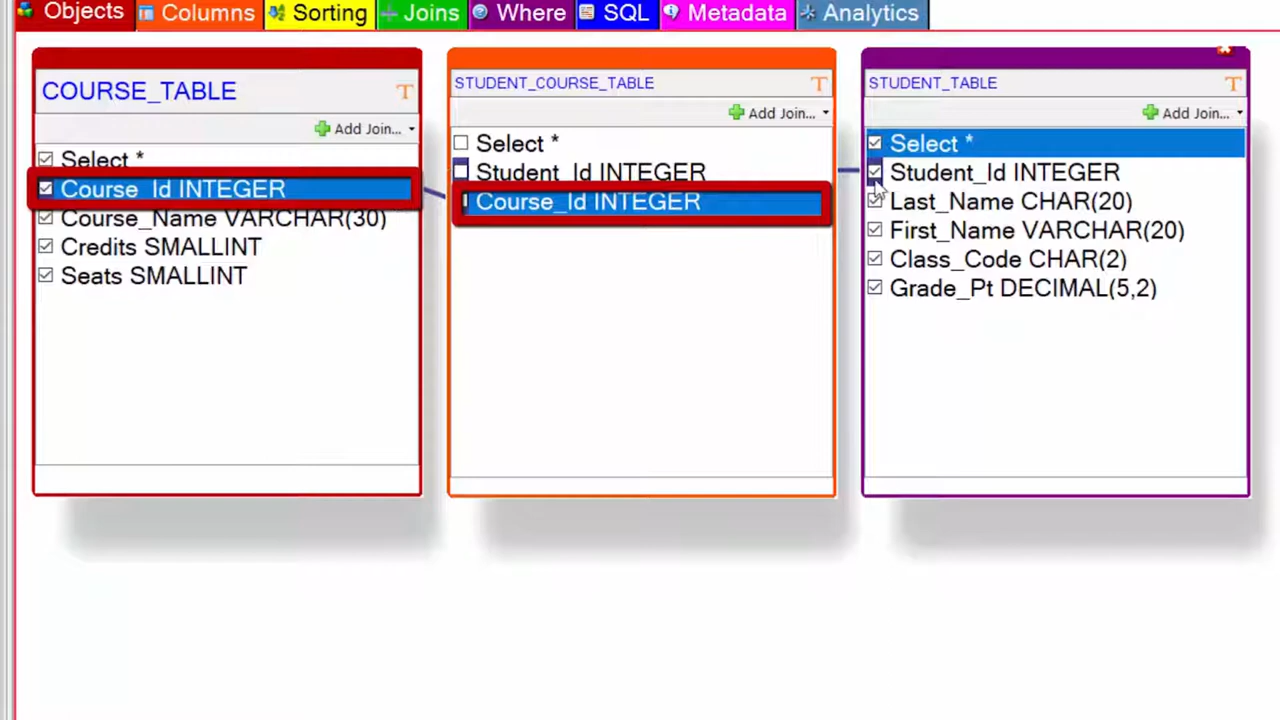 Objects Columns Sorting Joins Where SQL Metadata Analytics
COURSE_TABLE T
Add Join...
Select *
Course_Id INTEGER
Course_Name VARCHAR(30)
Credits SMALLINT
Seats SMALLINT
STUDENT_COURSE_TABLE T
Add Join...
Select *
Student_Id INTEGER
Course_Id INTEGER
STUDENT_TABLE T
Add Join...
Select *
Student_Id INTEGER
Last_Name CHAR(20)
First_Name VARCHAR(20)
Class_Code CHAR(2)
Grade_Pt DECIMAL(5,2)